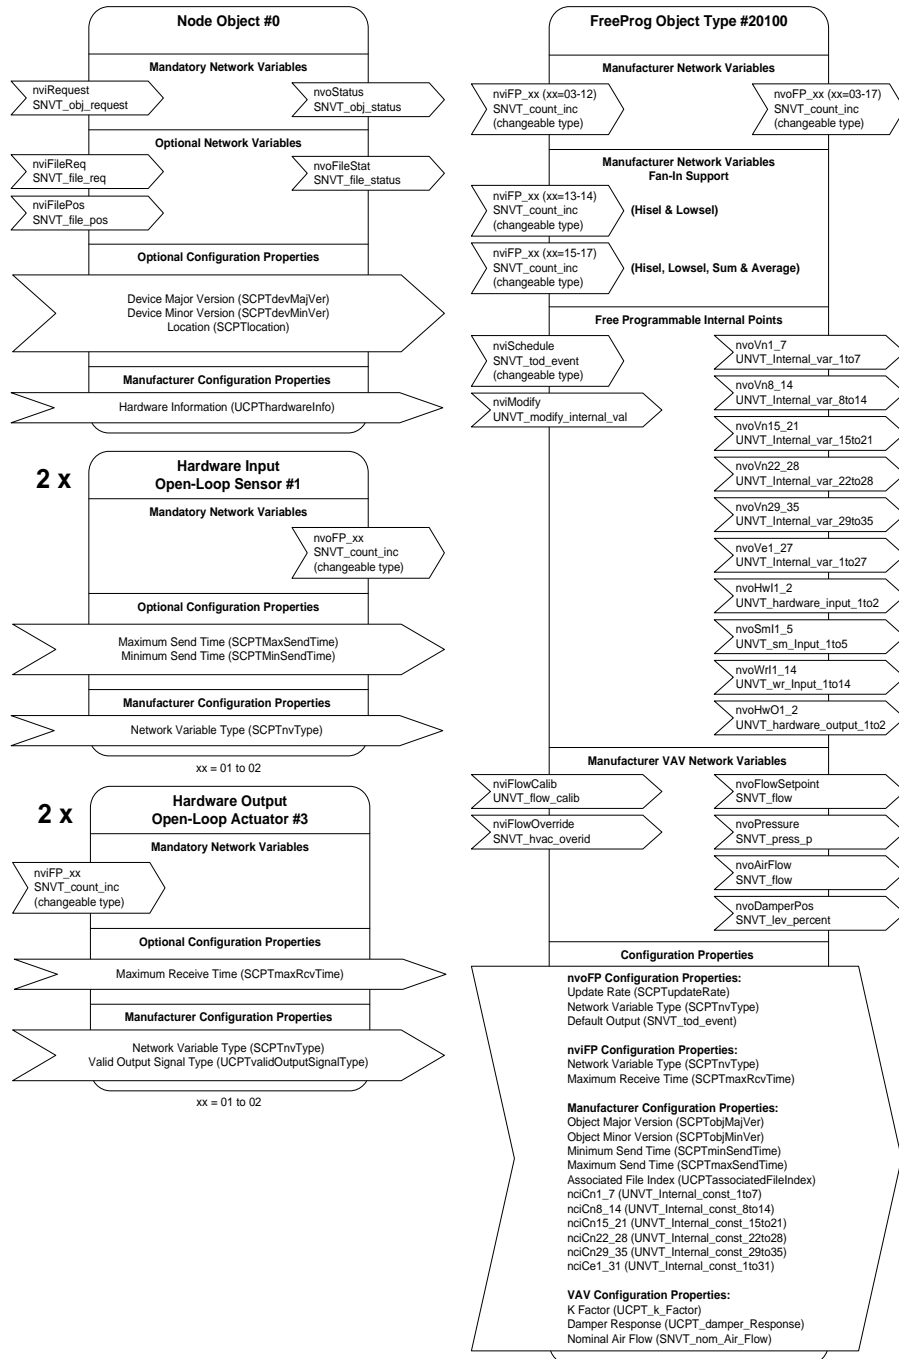 Node Object #0
Mandatory Network Variables
nviRequest
SNVT_obj_request
nvoStatus
SNVT_obj_status
Optional Network Variables
nviFileReq
SNVT_file_req
nvoFileStat
SNVT_file_status
nviFilePos
SNVT_file_pos
Optional Configuration Properties
Device Major Version (SCPTdevMajVer)
Device Minor Version (SCPTdevMinVer)
Location (SCPTlocation)
Manufacturer Configuration Properties
Hardware Information (UCPThardwareInfo)
2 x
Hardware Input
Open-Loop Sensor #1
Mandatory Network Variables
nvoFP_xx
SNVT_count_inc
(changeable type)
Optional Configuration Properties
Maximum Send Time (SCPTMaxSendTime)
Minimum Send Time (SCPTMinSendTime)
Manufacturer Configuration Properties
Network Variable Type (SCPTnvType)
xx = 01 to 02
2 x
Hardware Output
Open-Loop Actuator #3
Mandatory Network Variables
nviFP_xx
SNVT_count_inc
(changeable type)
Optional Configuration Properties
Maximum Receive Time (SCPTmaxRcvTime)
Manufacturer Configuration Properties
Network Variable Type (SCPTnvType)
Valid Output Signal Type (UCPTvalidOutputSignalType)
xx = 01 to 02
FreeProg Object Type #20100
Manufacturer Network Variables
nviFP_xx (xx=03-12)
SNVT_count_inc
(changeable type)
nvoFP_xx (xx=03-17)
SNVT_count_inc
(changeable type)
Manufacturer Network Variables
Fan-In Support
nviFP_xx (xx=13-14)
SNVT_count_inc
(changeable type)
(Hisel & Lowsel)
nviFP_xx (xx=15-17)
SNVT_count_inc
(changeable type)
(Hisel, Lowsel, Sum & Average)
Free Programmable Internal Points
nviSchedule
SNVT_tod_event
(changeable type)
nviModify
UNVT_modify_internal_val
nvoVn1_7
UNVT_Internal_var_1to7
nvoVn8_14
UNVT_Internal_var_8to14
nvoVn15_21
UNVT_Internal_var_15to21
nvoVn22_28
UNVT_Internal_var_22to28
nvoVn29_35
UNVT_Internal_var_29to35
nvoVe1_27
UNVT_Internal_var_1to27
nvoHwI1_2
UNVT_hardware_input_1to2
nvoSmI1_5
UNVT_sm_Input_1to5
nvoWrI1_14
UNVT_wr_Input_1to14
nvoHwO1_2
UNVT_hardware_output_1to2
Manufacturer VAV Network Variables
nviFlowCalib
UNVT_flow_calib
nviFlowOverride
SNVT_hvac_overid
nvoFlowSetpoint
SNVT_flow
nvoPressure
SNVT_press_p
nvoAirFlow
SNVT_flow
nvoDamperPos
SNVT_lev_percent
Configuration Properties
nvoFP Configuration Properties:
Update Rate (SCPTupdateRate)
Network Variable Type (SCPTnvType)
Default Output (SNVT_tod_event)
nviFP Configuration Properties:
Network Variable Type (SCPTnvType)
Maximum Receive Time (SCPTmaxRcvTime)
Manufacturer Configuration Properties:
Object Major Version (SCPTobjMajVer)
Object Minor Version (SCPTobjMinVer)
Minimum Send Time (SCPTminSendTime)
Maximum Send Time (SCPTmaxSendTime)
Associated File Index (UCPTassociatedFileIndex)
nciCn1_7 (UNVT_Internal_const_1to7)
nciCn8_14 (UNVT_Internal_const_8to14)
nciCn15_21 (UNVT_Internal_const_15to21)
nciCn22_28 (UNVT_Internal_const_22to28)
nciCn29_35 (UNVT_Internal_const_29to35)
nciCe1_31 (UNVT_Internal_const_1to31)
VAV Configuration Properties:
K Factor (UCPT_k_Factor)
Damper Response (UCPT_damper_Response)
Nominal Air Flow (SNVT_nom_Air_Flow)